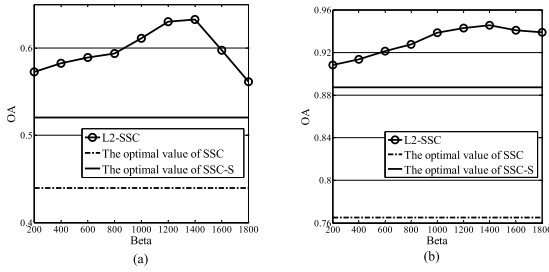 0.6
0.5
0.4
OA
L2-SSC
The optimal value of SSC
The optimal value of SSC-S
200 400 600 800 1000 1200 1400 1600 1800
Beta
(a)
0.96
0.92
0.88
0.84
0.8
0.76
OA
L2-SSC
The optimal value of SSC
The optimal value of SSC-S
200 400 600 800 1000 1200 1400 1600 1800
Beta
(b)